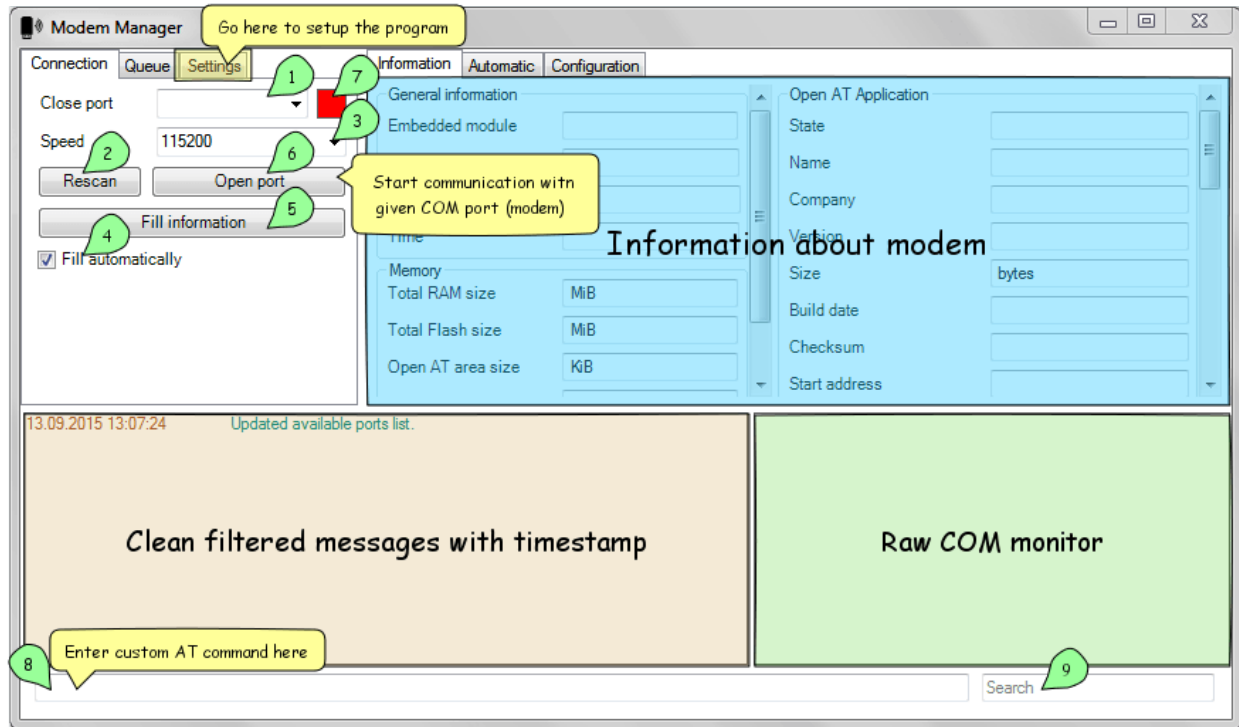 Modem Manager
Go here to setup the program
Connection Queue Settings
Information Automatic Configuration
1
7
Close port
General information
Open AT Application
3
Embedded module
State
Speed 115200
2
6
Name
Rescan Open port
Start communication witn
given COM port (modem)
Company
5
Fill information
4
Time
Version
Information about modem
Fill automatically
Memory
Size bytes
Total RAM size MiB
Build date
Total Flash size MiB
Checksum
Open AT area size KiB
Start address
13.09.2015 13:07:24 Updated available ports list.
Clean filtered messages with timestamp
Raw COM monitor
Enter custom AT command here
8
9
Search